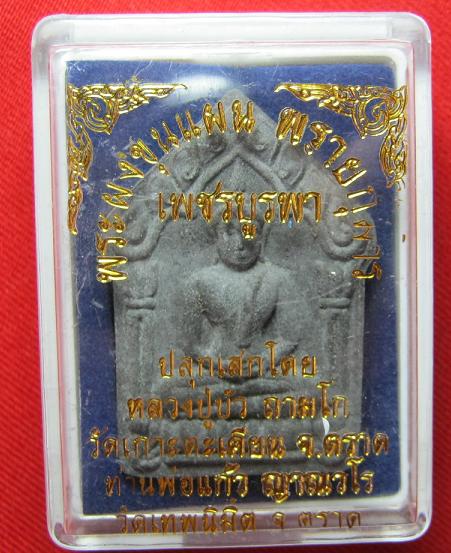 พระผงขุนแผน พรายกุมาร
เพชรบูรพา
ปลุกเสกโดย
หลวงปู่บัว ถามโก
วัดเกาะตะเคียน จ.ตราด
ท่านพ่อแก้ว ญาณวโร
วัดเทพนิมิต จ ตราด